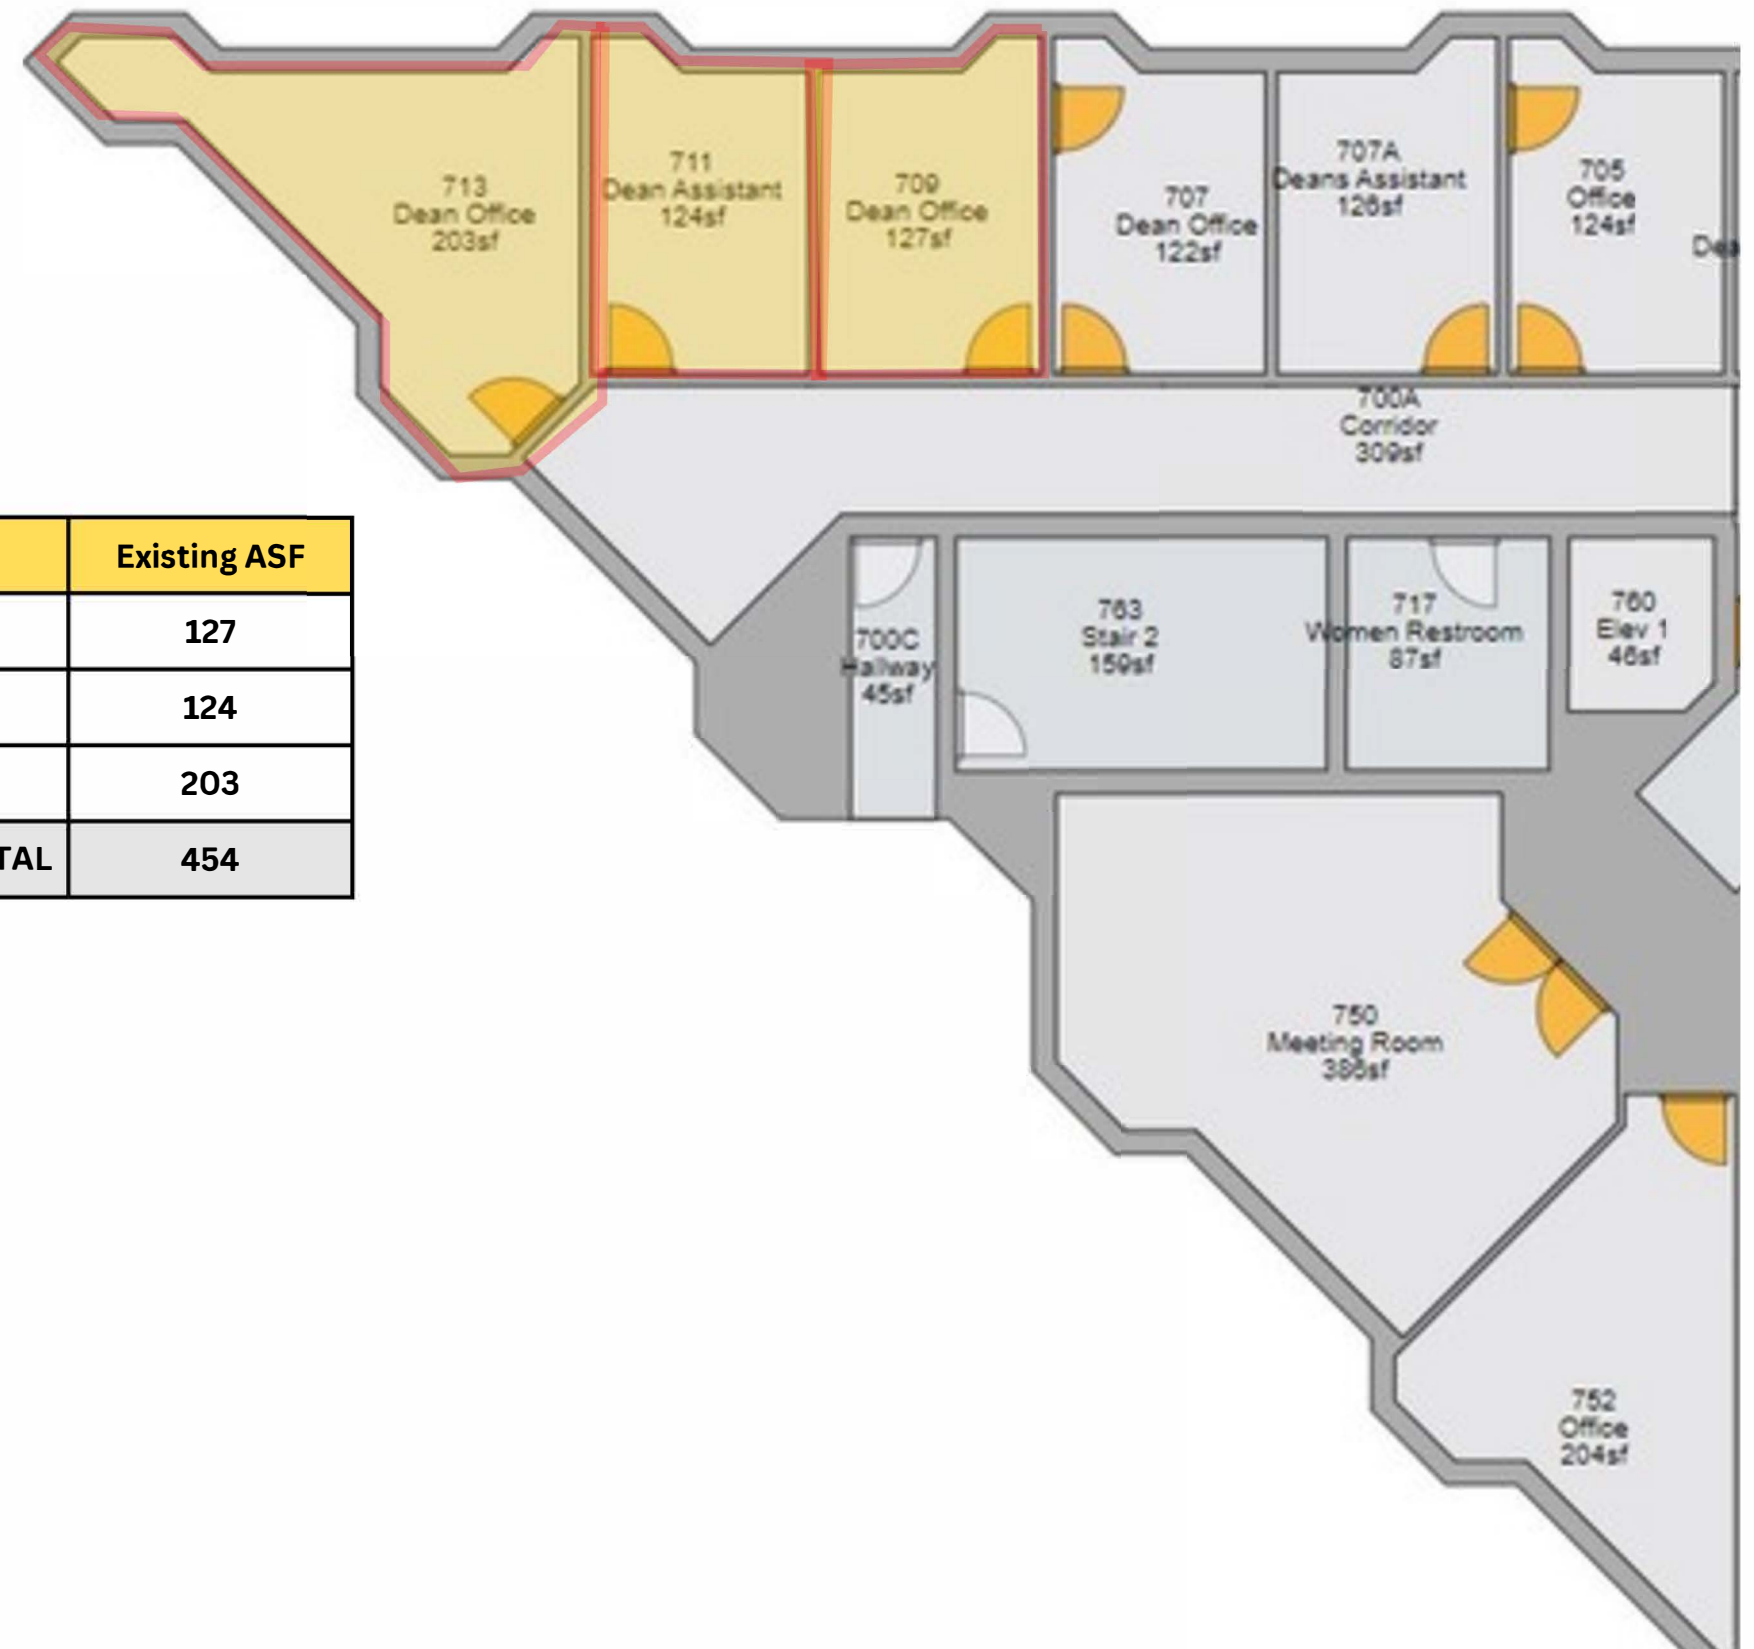 713
Dean Office
203sf
711
Dean Assistant
124sf
709
Dean Office
127sf
707
Dean Office
122sf
707A
Deans Assistant
126sf
705
Office
124sf
700A
Corridor
309sf
Existing ASF
127
124
203
TAL 454
700C
Hallway
45sf
763
Stair 2
159sf
717
Women Restroom
87sf
760
Elev 1
46sf
750
Meeting Room
386sf
752
Office
204sf